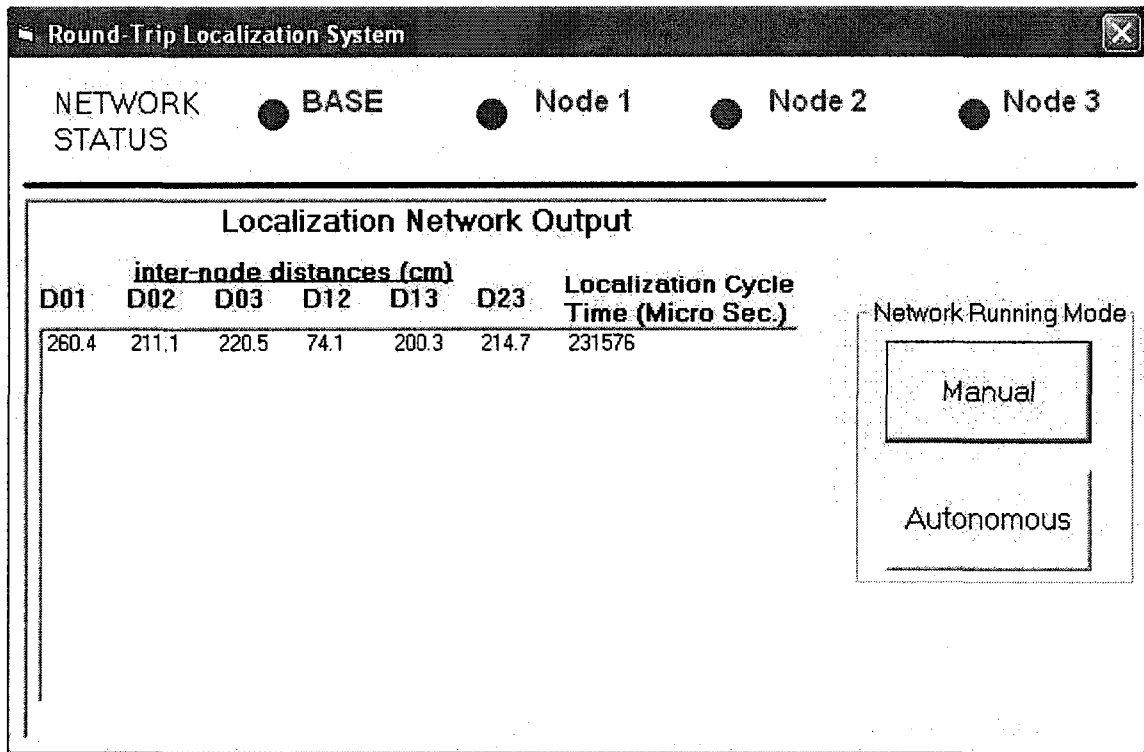 Round-Trip Localization System
NETWORK STATUS
BASE
Node 1
Node 2
Node 3
Localization Network Output
inter-node distances (cm)
D01 D02 D03 D12 D13 D23 Localization Cycle Time (Micro Sec.)
260.4 211.1 220.5 74.1 200.3 214.7 231576
Network Running Mode
Manual
Autonomous